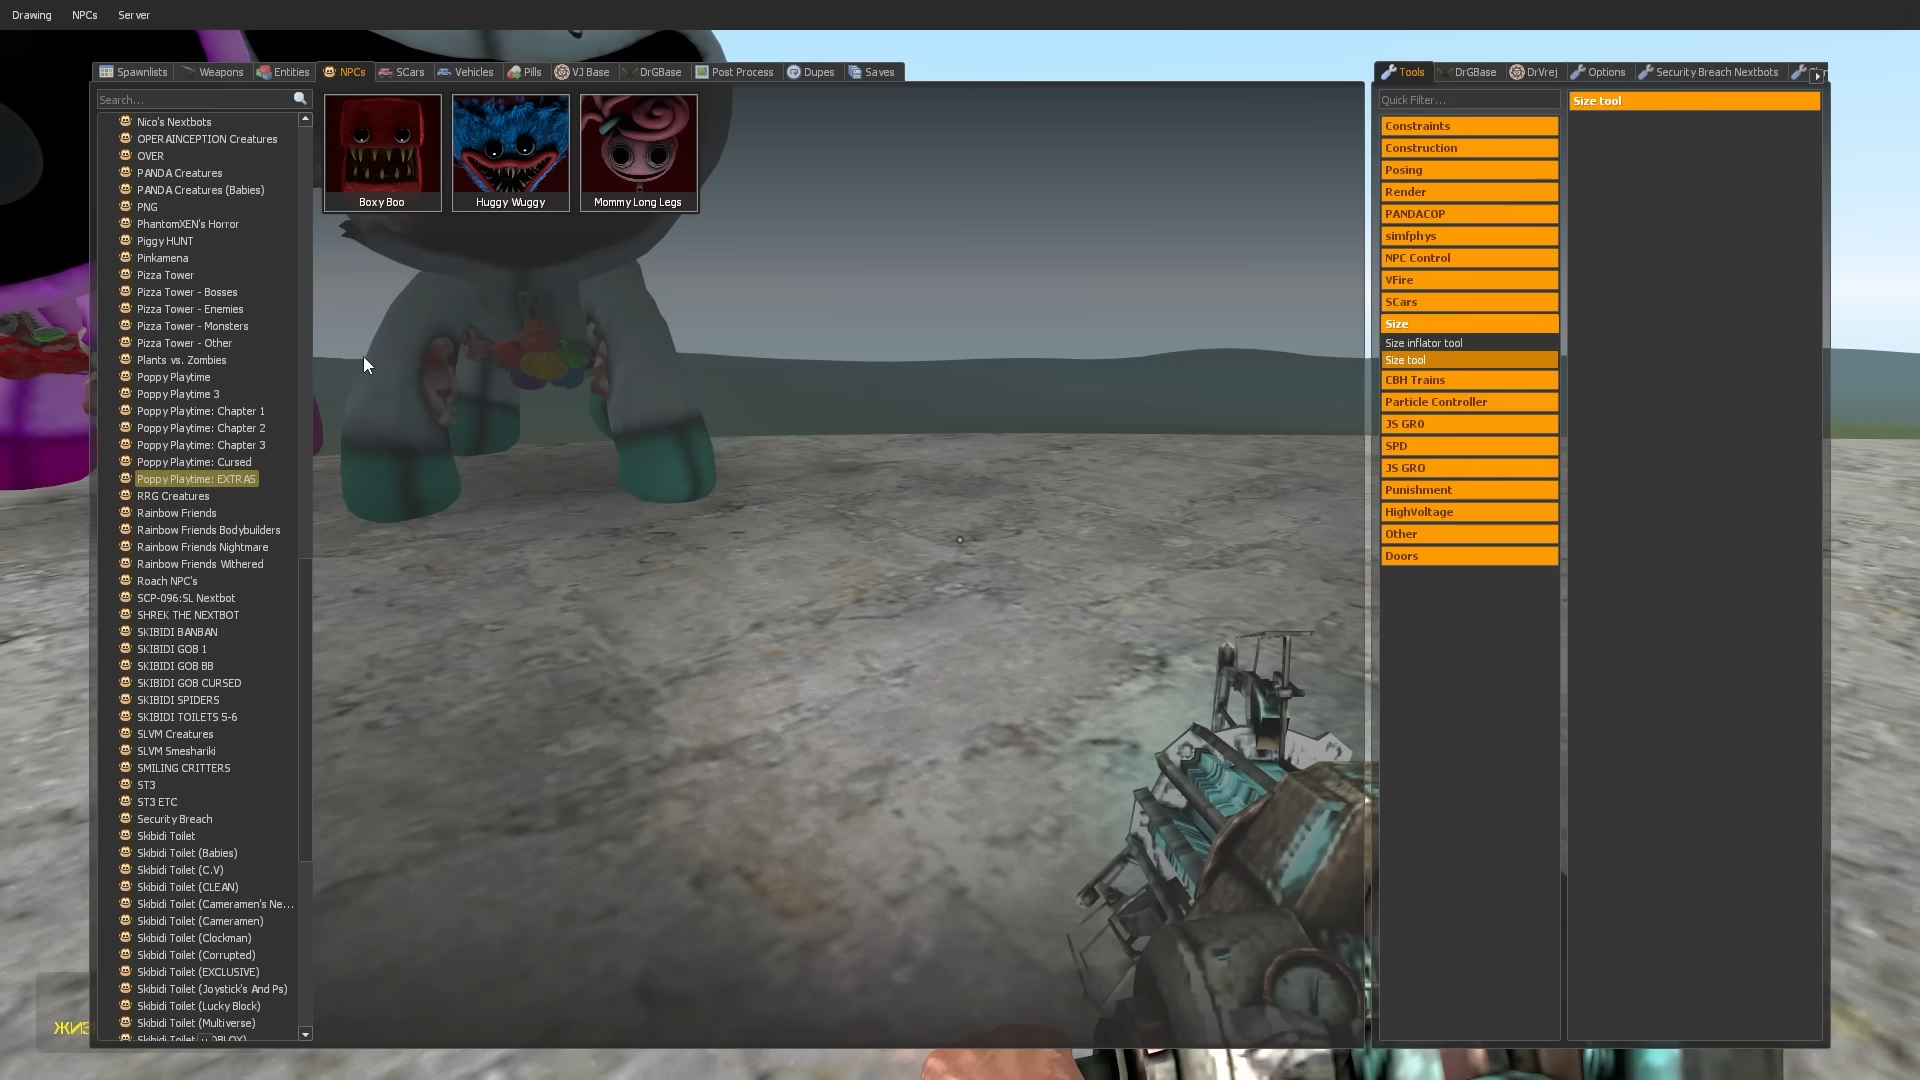 Drawing NPCs Server
Spawnlists Weapons Entities NPCs SCars Vehicles Pills VJ Base DrGBase Post Process Dupes Saves
Search...
Nico's Nextbots
OPERAINCEPTION Creatures
OVER
PANDA Creatures
PANDA Creatures (Babies)
PNG
PhantomXEN's Horror
Piggy HUNT
Pinkamena
Pizza Tower
Pizza Tower - Bosses
Pizza Tower - Enemies
Pizza Tower - Monsters
Pizza Tower - Other
Plants vs. Zombies
Poppy Playtime
Poppy Playtime 3
Poppy Playtime: Chapter 1
Poppy Playtime: Chapter 2
Poppy Playtime: Chapter 3
Poppy Playtime: Cursed
Poppy Playtime: EXTRAS
RRG Creatures
Rainbow Friends
Rainbow Friends Bodybuilders
Rainbow Friends Nightmare
Rainbow Friends Withered
Roach NPC's
SCP-096:SL Nextbot
SHREK THE NEXTBOT
SKIBIDI BANBAN
SKIBIDI GOB 1
SKIBIDI GOB BB
SKIBIDI GOB CURSED
SKIBIDI SPIDERS
SKIBIDI TOILETS 5-6
SLVM Creatures
SLVM Smeshariki
SMILING CRITTERS
ST3
ST3 ETC
Security Breach
Skibidi Toilet
Skibidi Toilet (Babies)
Skibidi Toilet (C.V)
Skibidi Toilet (CLEAN)
Skibidi Toilet (Cameramen's Ne...
Skibidi Toilet (Cameramen)
Skibidi Toilet (Clockman)
Skibidi Toilet (Corrupted)
Skibidi Toilet (EXCLUSIVE)
Skibidi Toilet (Joystick's And Ps)
Skibidi Toilet (Lucky Block)
Skibidi Toilet (Multiverse)
Skibidi Toilet
Boxy Boo
Huggy Wuggy
Mommy Long Legs
Tools DrGBase DrVrej Options Security Breach Nextbots
Quick Filter...
Constraints
Construction
Posing
Render
PANDACOP
simfphys
NPC Control
VFire
SCars
Size
Size inflator tool
Size tool
CBH Trains
Particle Controller
JS GR0
SPD
JS GRO
Punishment
HighVoltage
Other
Doors
Size tool